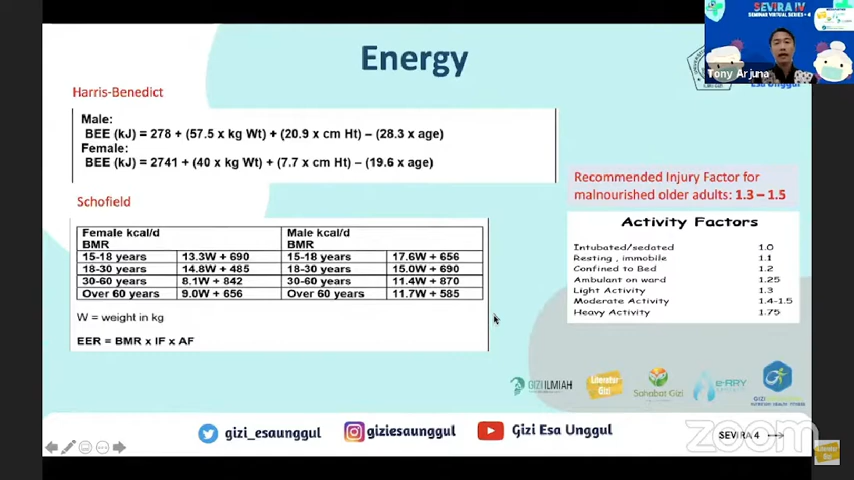 SEVIRA IV
SEMINAR VIRTUAL SERIES - 4
Tony Arjuna
Esa Unggul
Energy
Harris-Benedict
Male:
BEE (kJ) = 278 + (57.5 x kg Wt) + (20.9 x cm Ht) – (28.3 x age)
Female:
BEE (kJ) = 2741 + (40 x kg Wt) + (7.7 x cm Ht) – (19.6 x age)
Schofield
Female kcal/d BMR Male kcal/d BMR
15-18 years 13.3W + 690 15-18 years 17.6W + 656
18-30 years 14.8W + 485 18-30 years 15.0W + 690
30-60 years 8.1W + 842 30-60 years 11.4W + 870
Over 60 years 9.0W + 656 Over 60 years 11.7W + 585
W = weight in kg
EER = BMR x IF x AF
Recommended Injury Factor for
malnourished older adults: 1.3 – 1.5
Activity Factors
Intubated/sedated 1.0
Resting , immobile 1.1
Confined to Bed 1.2
Ambulant on ward 1.25
Light Activity 1.3
Moderate Activity 1.4-1.5
Heavy Activity 1.75
GIZI ILMIAH
Literatur Gizi
Sahabat Gizi
e-RRY
GIZI
gizi_esaunggul
giziesaunggul
Gizi Esa Unggul
SEVIRA 4
zoom
Literatur Gizi